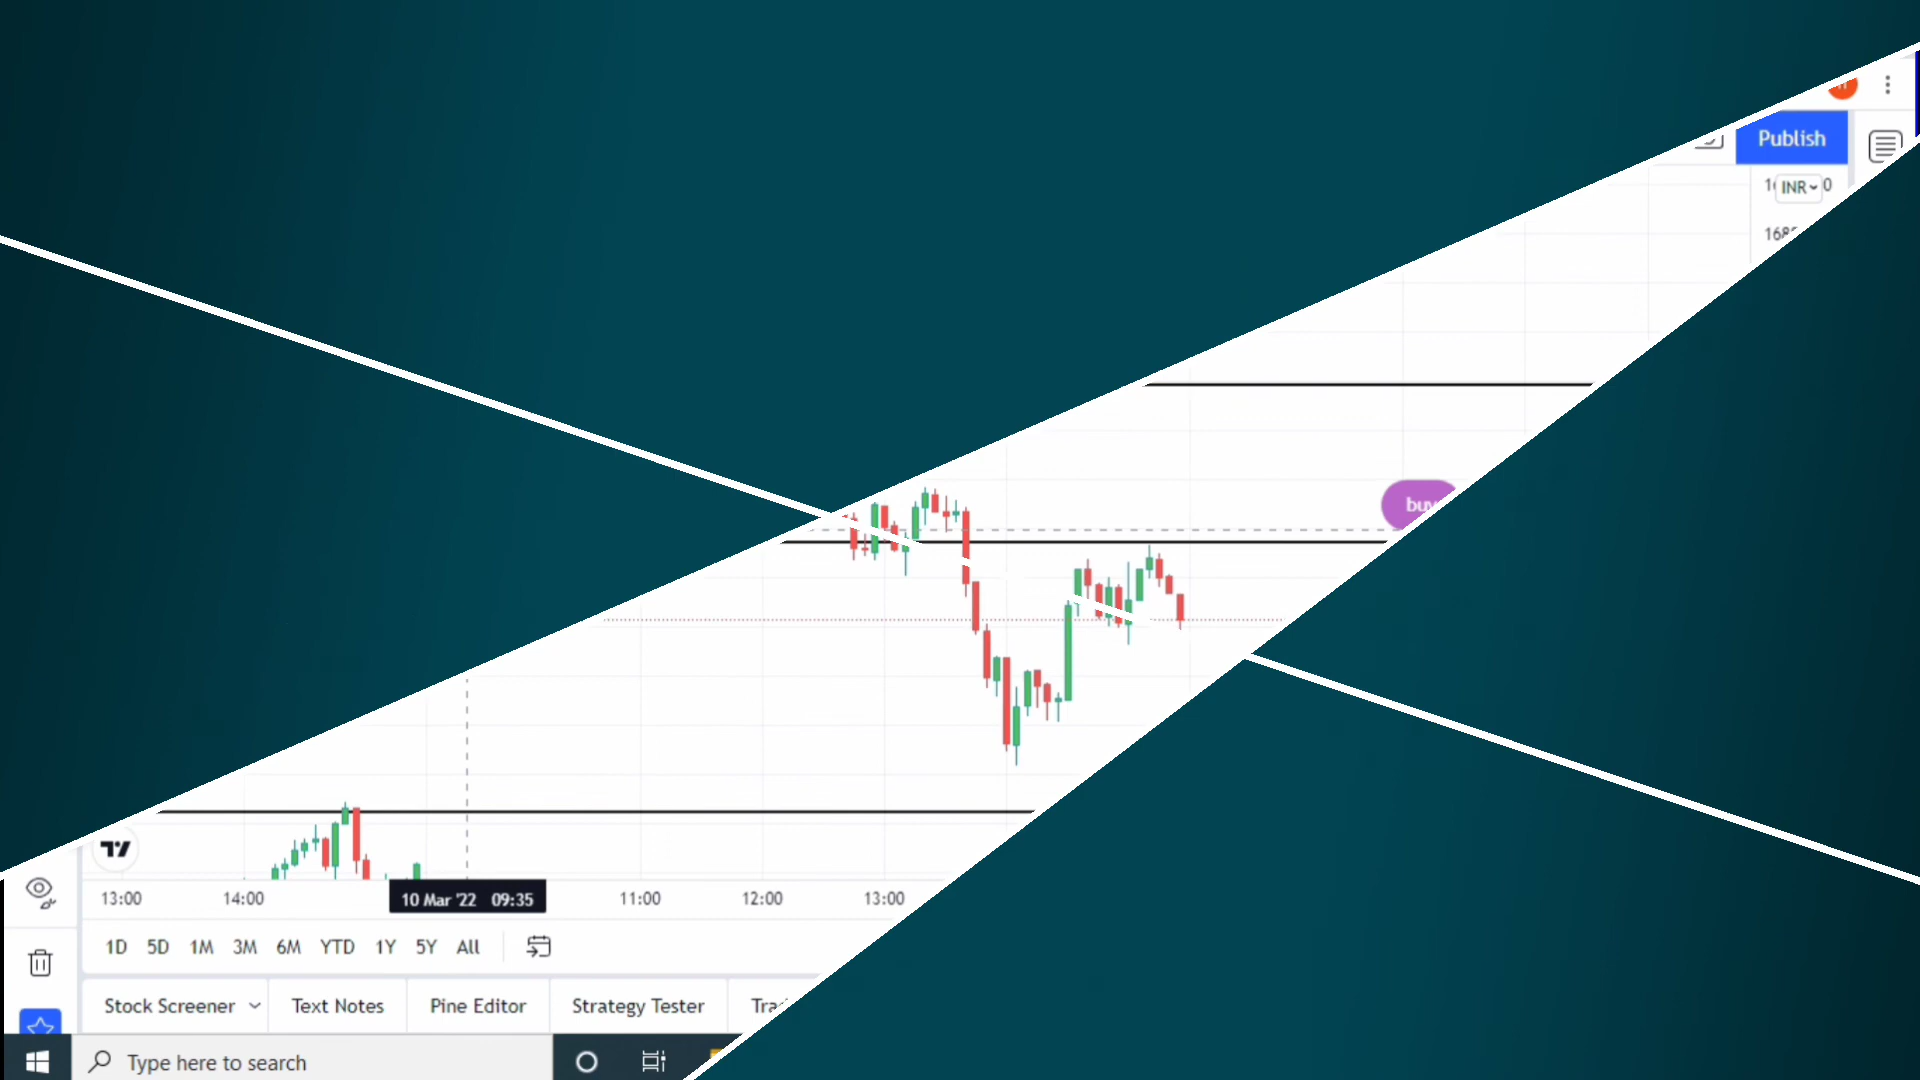 Publish
INR
buy
13:00 14:00 10 Mar '22 09:35 11:00 12:00 13:00
1D 5D 1M 3M 6M YTD 1Y 5Y All
Stock Screener Text Notes Pine Editor Strategy Tester
Type here to search